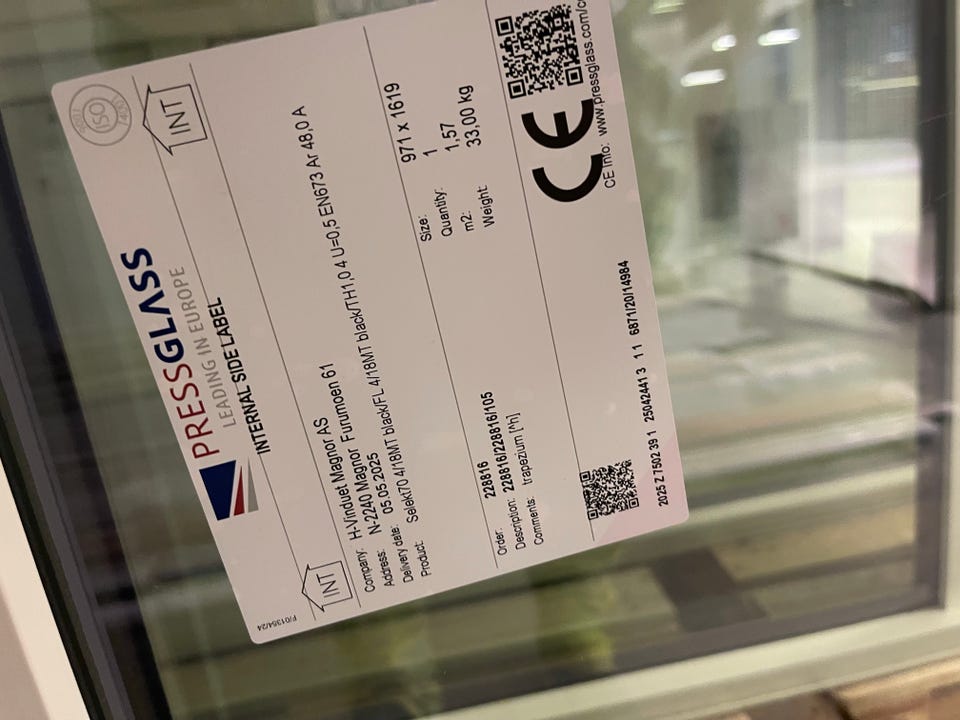 PRESSGLASS
LEADING IN EUROPE
INTERNAL SIDE LABEL
ISO
INT
INT
P/01354/24
Company: H-Vinduet Magnor AS
Address: N-2240 Magnor Furumoen 61
Delivery date: 05.05.2025
Product: Selekt70 4/18MT black/FL 4/18MT black/TH1,0 4 U=0,5 EN673 Ar 48,0 A
Size: 971 x 1619
Quantity: 1
m2: 1,57
Weight: 33,00 kg
Order: 228816
Description: 228816/228816/105
Comments: trapezium [^h]
CE
CE Info: www.pressglass.com/c
2025 Z 7502 39 1 25042441 3 1 1 6871/20/14984